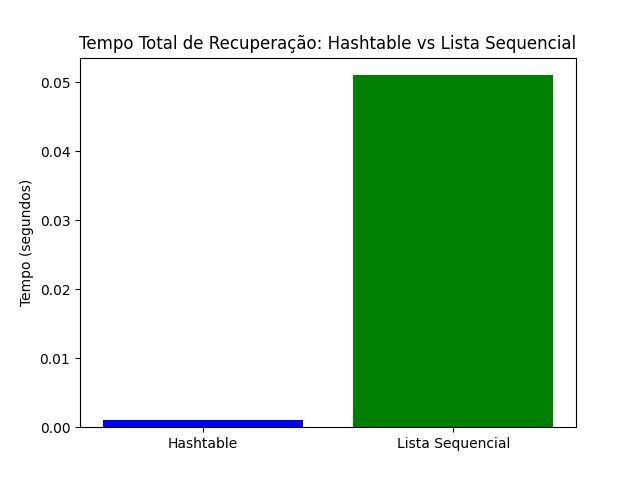 Tempo Total de Recuperação: Hashtable vs Lista Sequencial
Tempo (segundos)
0.05
0.04
0.03
0.02
0.01
0.00
Hashtable
Lista Sequencial